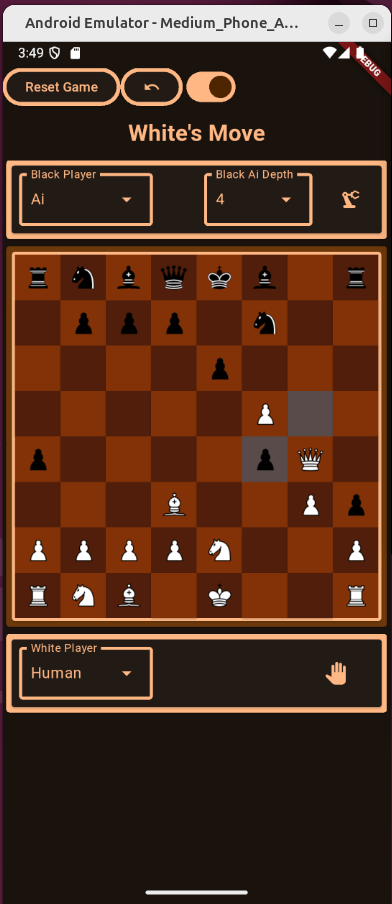 Android Emulator - Medium_Phone_A...
3:49
DEBUG
Reset Game
White's Move
Black Player
Black Ai Depth
Ai
4
White Player
Human